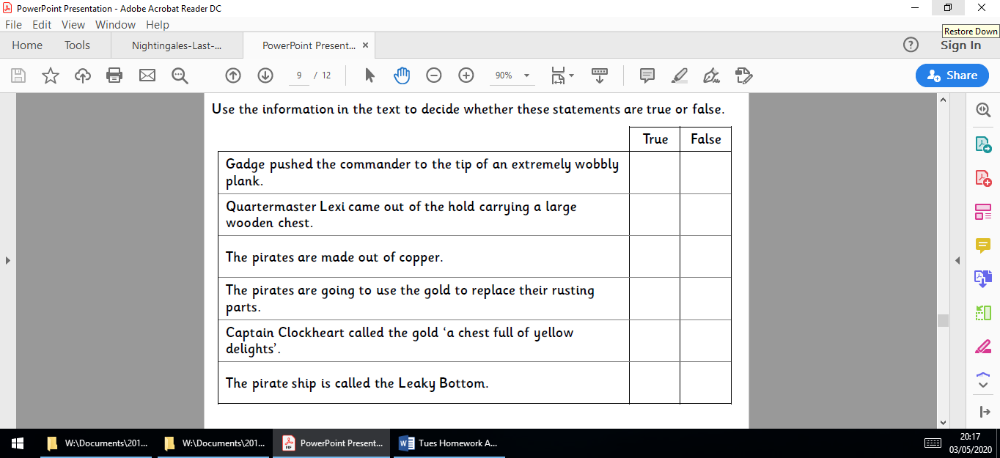 PowerPoint Presentation - Adobe Acrobat Reader DC
File Edit View Window Help
Restore Down
Home Tools Nightingales-Last-... PowerPoint Present... × Sign In
9 / 12 90% Share
Use the information in the text to decide whether these statements are true or false.
True False
Gadge pushed the commander to the tip of an extremely wobbly
plank.
Quartermaster Lexi came out of the hold carrying a large
wooden chest.
The pirates are made out of copper.
The pirates are going to use the gold to replace their rusting
parts.
Captain Clockheart called the gold ‘a chest full of yellow
delights’.
The pirate ship is called the Leaky Bottom.
W:\Documents\201... W:\Documents\201... PowerPoint Present... Tues Homework A... 20:17
03/05/2020